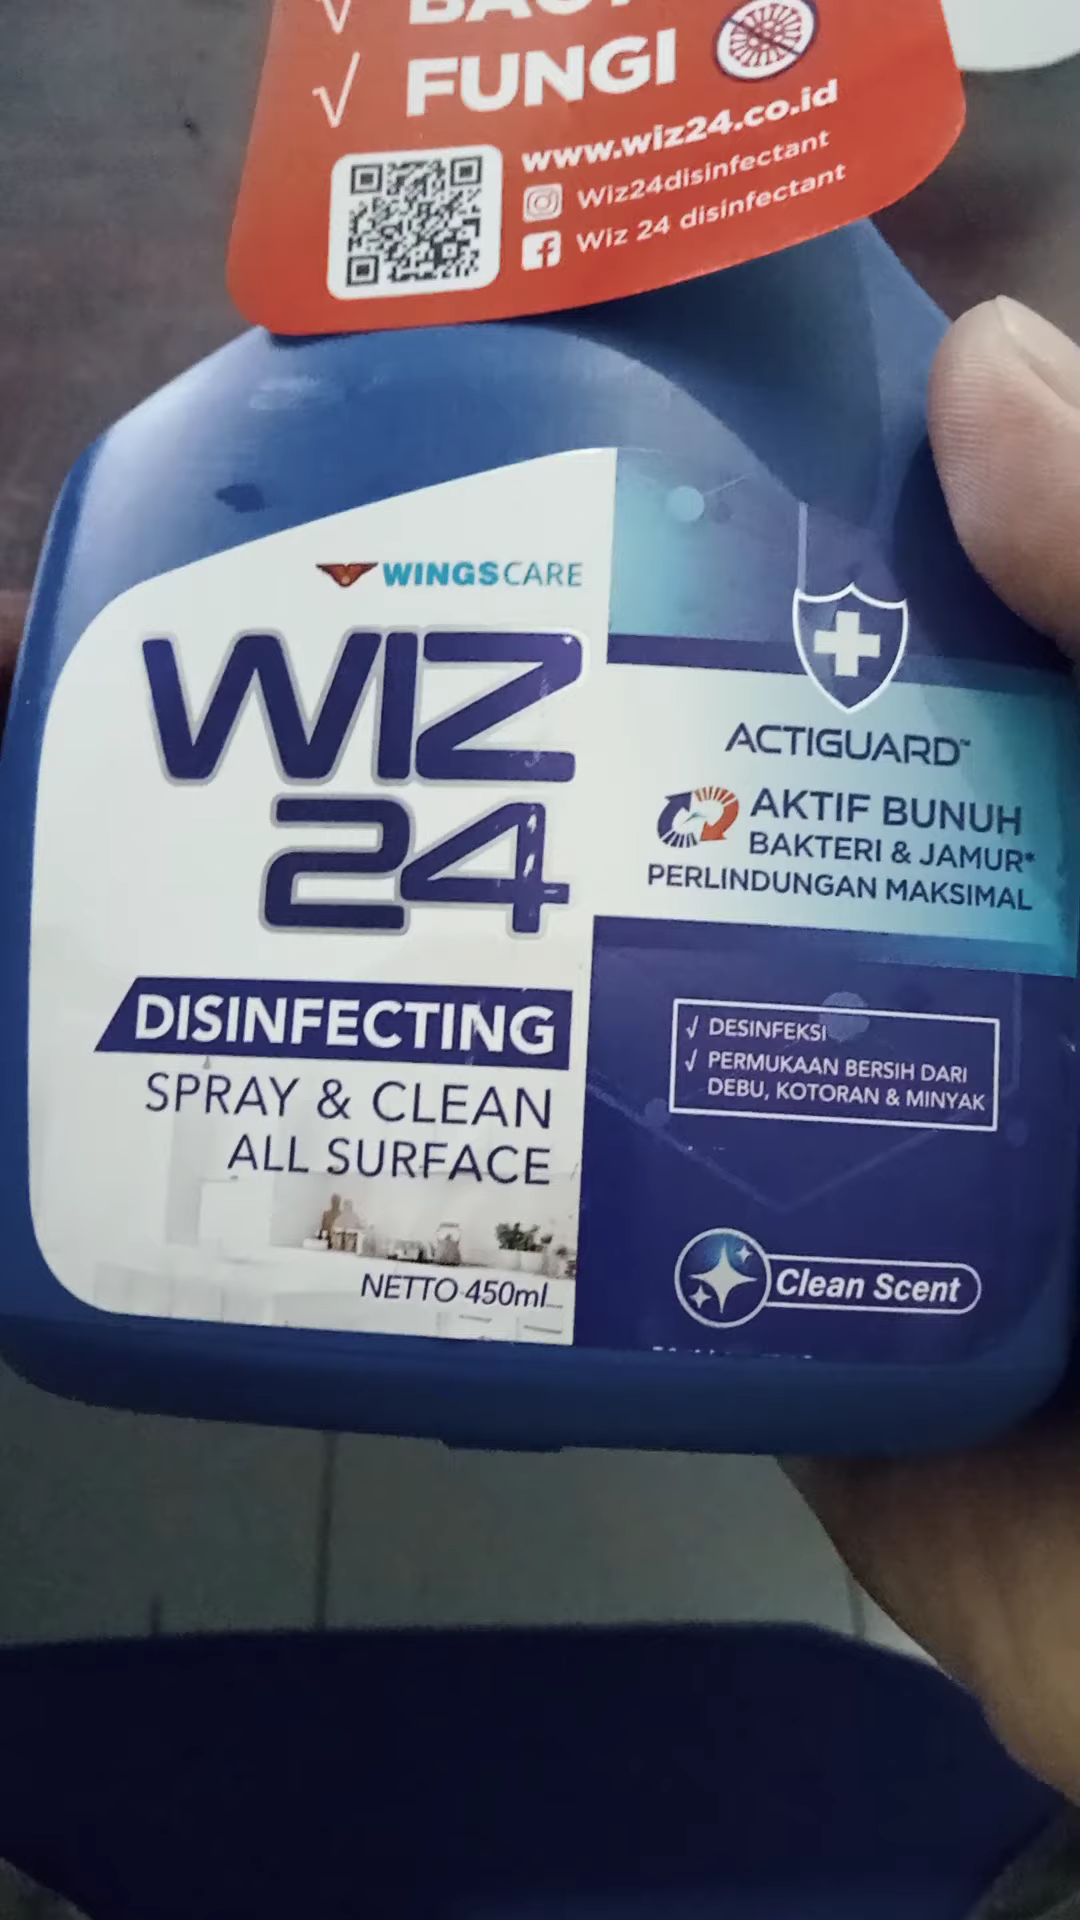 √
√ FUNGI
www.wiz24.co.id
Wiz24disinfectant
Wiz 24 disinfectant
WINGSCARE
WIZ
24
DISINFECTING
SPRAY & CLEAN
ALL SURFACE
NETTO 450ml
ACTIGUARD™
AKTIF BUNUH
BAKTERI & JAMUR*
PERLINDUNGAN MAKSIMAL
√ DESINFEKSI
√ PERMUKAAN BERSIH DARI
DEBU, KOTORAN & MINYAK
Clean Scent